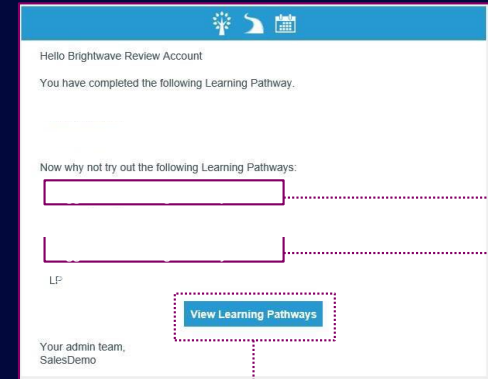 Hello Brightwave Review Account
You have completed the following Learning Pathway.
Now why not try out the following Learning Pathways:
LP
View Learning Pathways
Your admin team,
SalesDemo